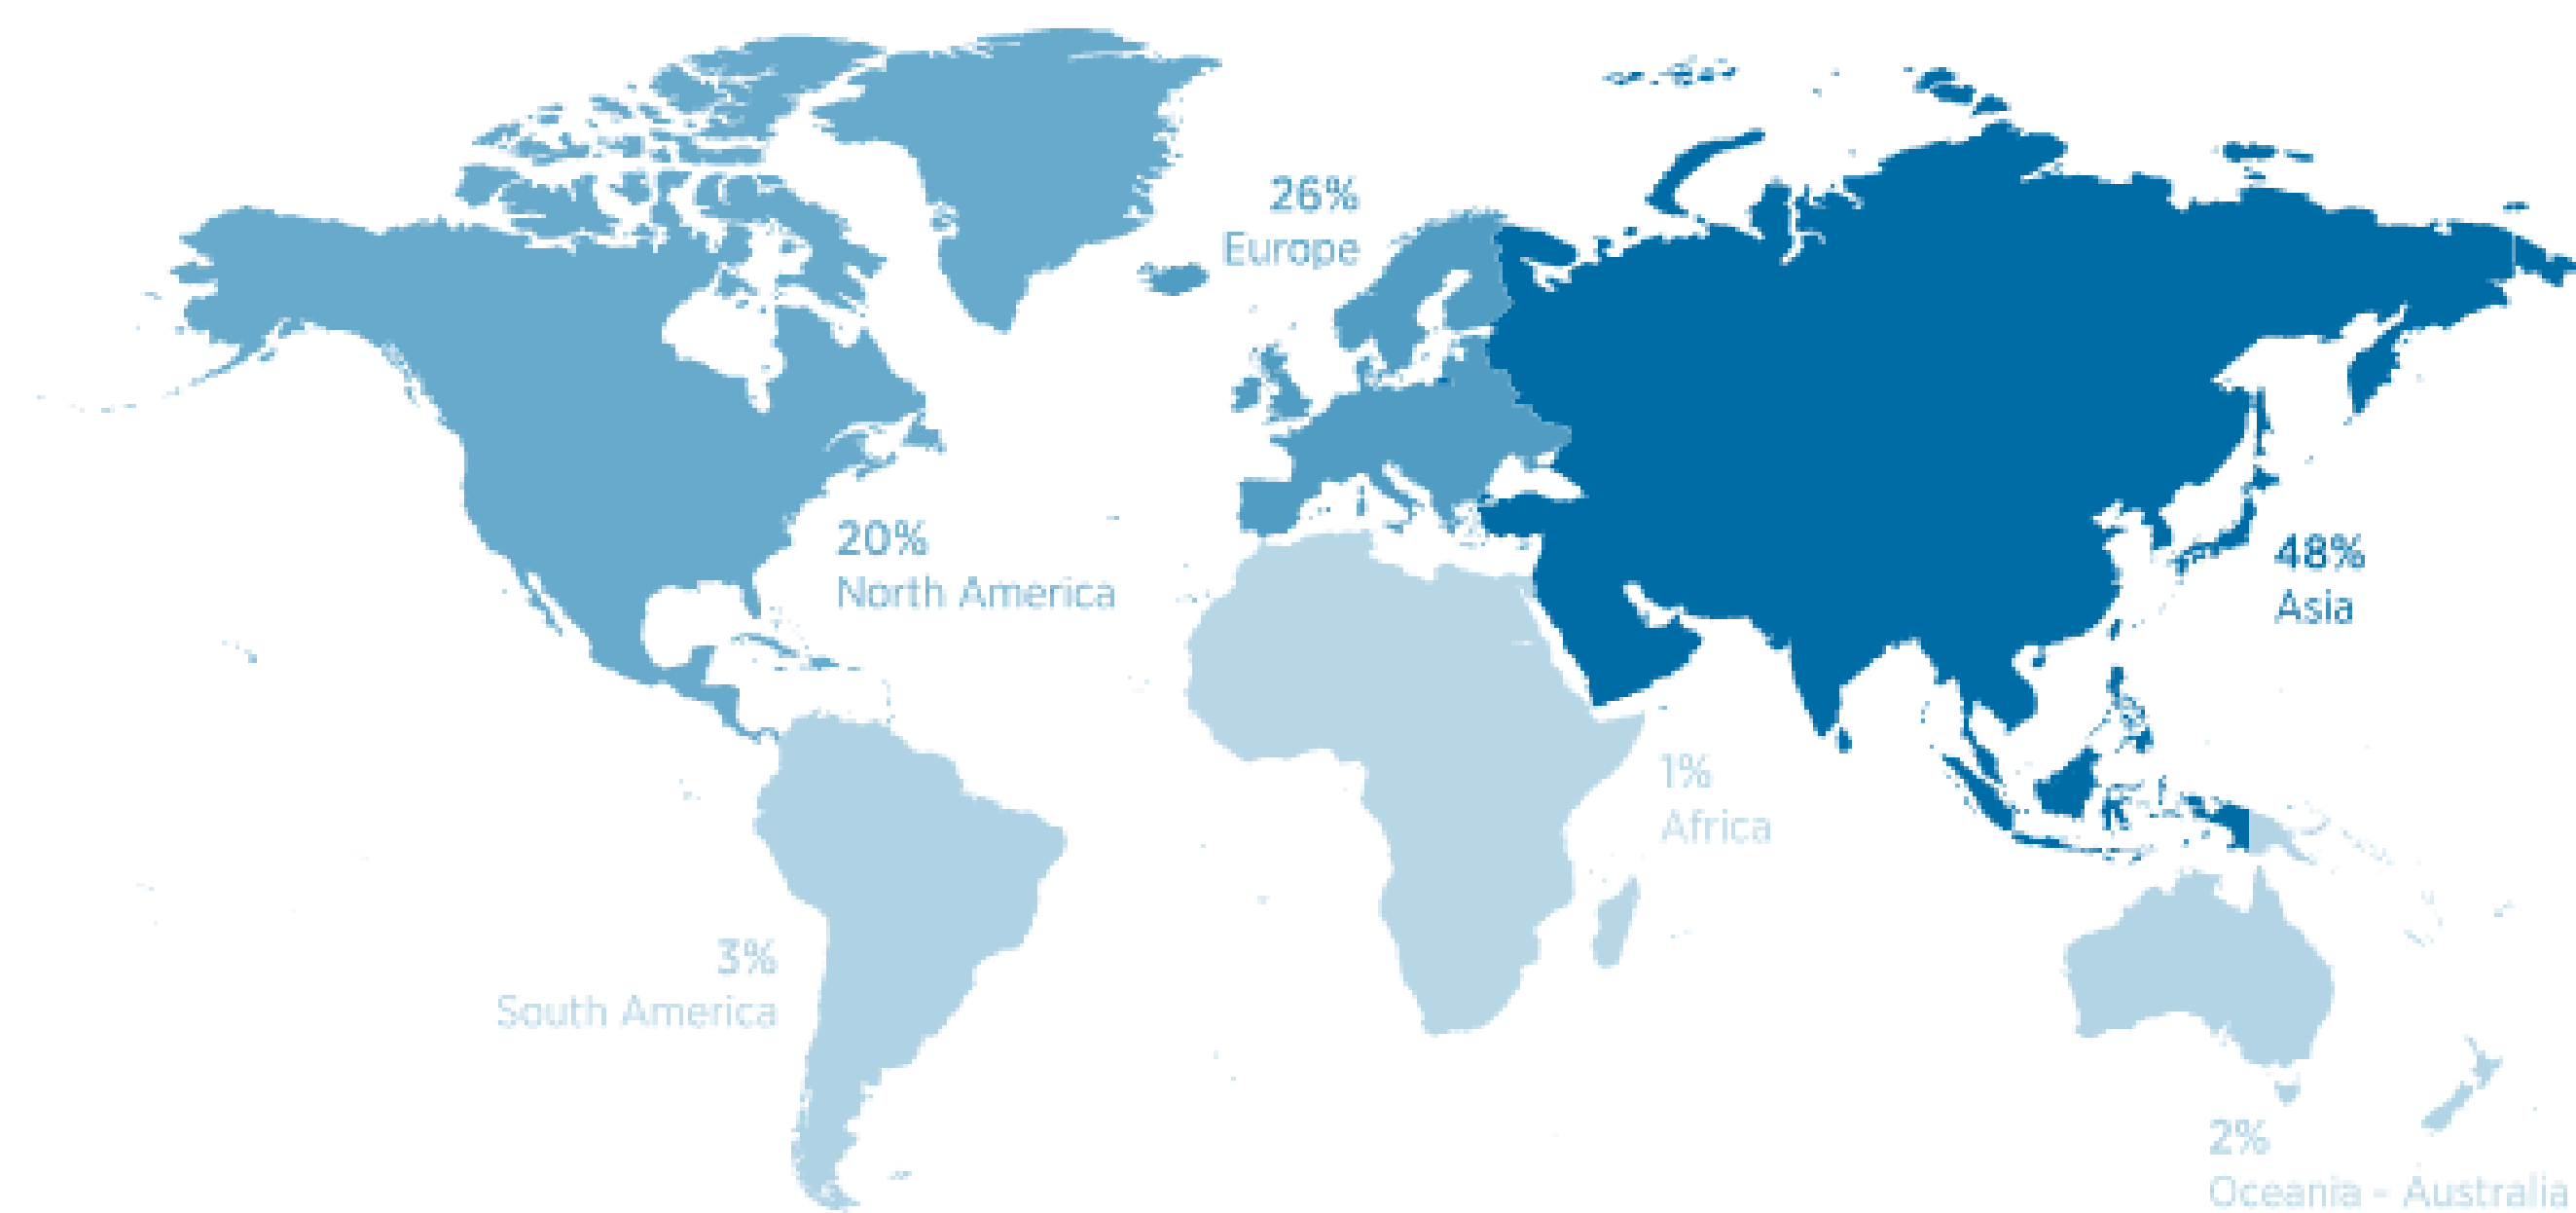 26%
Europe
20%
North America
48%
Asia
1%
Africa
3%
South America
2%
Oceania - Australia